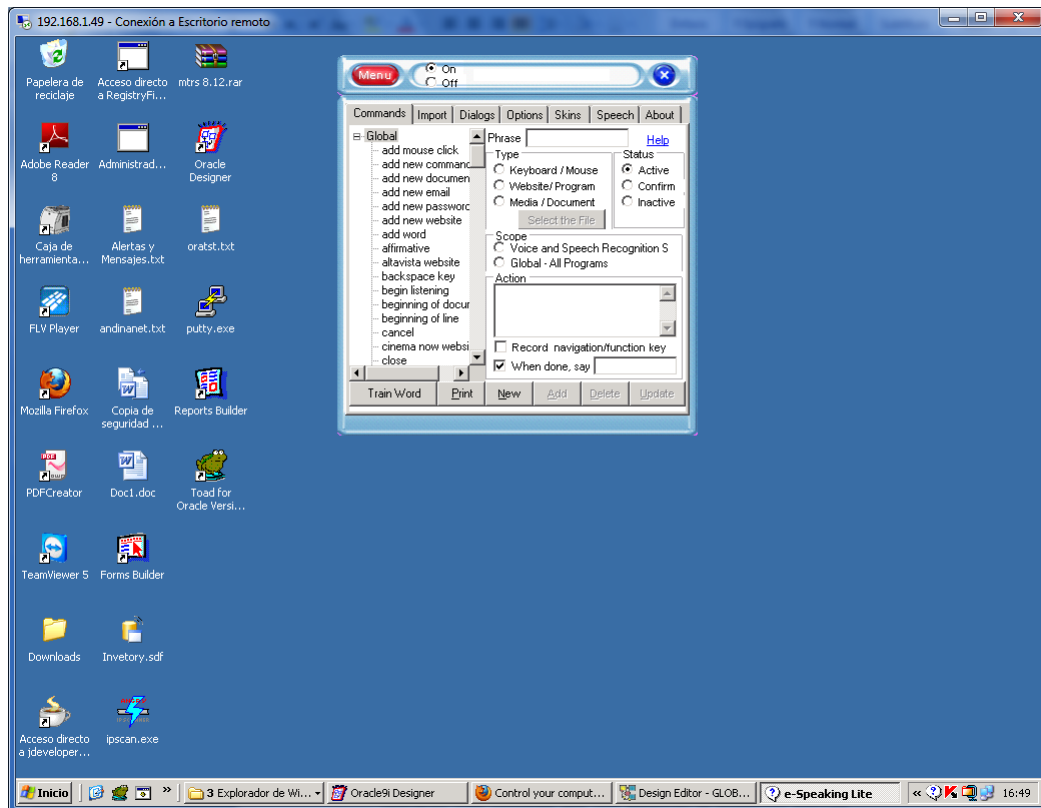 192.168.1.49 - Conexión a Escritorio remoto
Papelera de reciclaje
Acceso directo a RegistryFi...
mtrs 8.12.rar
Adobe Reader 8
Administrad...
Oracle Designer
Caja de herramienta...
Alertas y Mensajes.txt
oratst.txt
FLV Player
andinanet.txt
putty.exe
Mozilla Firefox
Copia de seguridad ...
Reports Builder
PDFCreator
Doc1.doc
Toad for Oracle Versi...
TeamViewer 5
Forms Builder
Downloads
Invetory.sdf
Acceso directo a jdeveloper...
ipscan.exe
Menu
On
Off
Commands Import Dialogs Options Skins Speech About
Global
add mouse click
add new commanc
add new documen
add new email
add new passworc
add new website
add word
affirmative
altavista website
backspace key
begin listening
beginning of docur
beginning of line
cancel
cinema now websi
close
Phrase
Help
Type
Keyboard / Mouse
Website/ Program
Media / Document
Select the File
Status
Active
Confirm
Inactive
Scope
Voice and Speech Recognition S
Global - All Programs
Action
Record navigation/function key
When done, say
Train Word Print New Add Delete Update
Inicio
3 Explorador de Wi...
Oracle9i Designer
Control your comput...
Design Editor - GLOB...
e-Speaking Lite
16:49